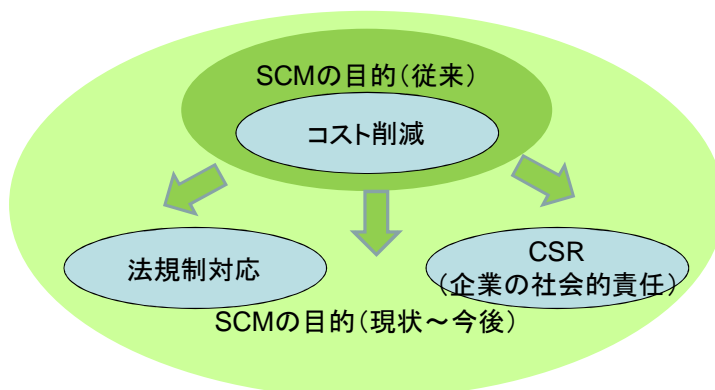 SCMの目的(従来)
コスト削減
法規制対応
CSR
(企業の社会的責任)
SCMの目的(現状～今後)